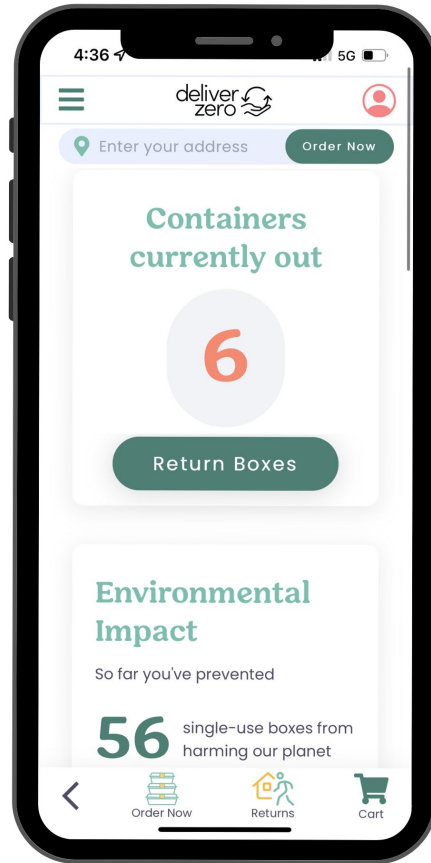 4:36
5G
deliver
zero
Enter your address
Order Now
Containers
currently out
6
Return Boxes
Environmental
Impact
So far you've prevented
56 single-use boxes from
harming our planet
Order Now
Returns
Cart